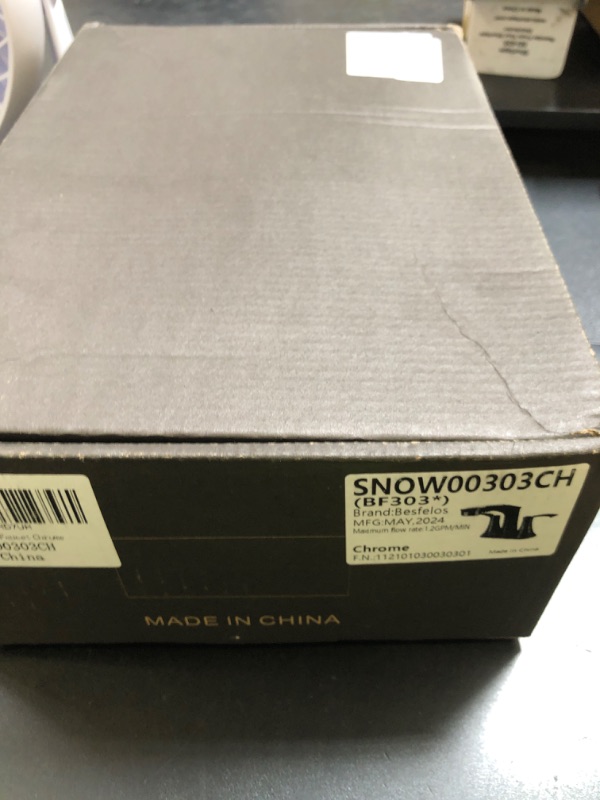 SNOW00303CH
(BF303*)
Brand:Besfelos
MFG:MAY,2024
Maximum flow rate:1.2GPM/MIN
Chrome
F.N.:112101030030301
Made in China
00303CH
China
MADE IN CHINA